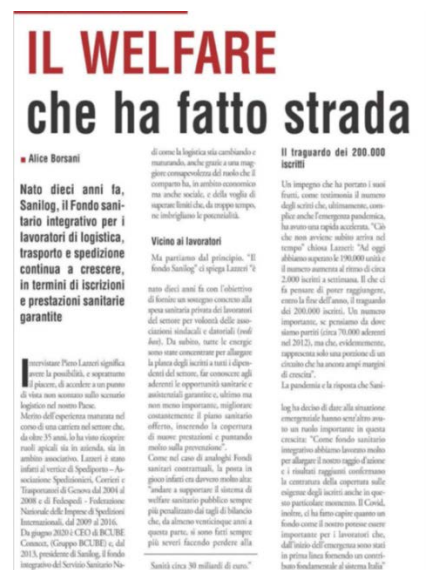 IL WELFARE
che ha fatto strada
Alice Borsani
Nato dieci anni fa,
Sanilog, il Fondo sani-
tario integrativo per i
lavoratori di logistica,
trasporto e spedizione
continua a crescere,
in termini di iscrizioni
e prestazioni sanitarie
garantite
Intervistare Piero Lazzeri significa
avere la possibilità, e soprattutto
il piacere, di accedere a un punto
di vista non scontato sullo scenario
logistico nel nostro Paese.
Merito dell'esperienza maturata nel
corso di una carriera nel settore che,
da oltre 35 anni, lo ha visto ricoprire
ruoli apicali sia in azienda, sia in
ambito associativo. Lazzeri è stato
infatti al vertice di Spediporto – As-
sociazione Spedizionieri, Corrieri e
Trasportatori di Genova dal 2004 al
2008 e di Fedespedi - Federazione
Nazionale delle Imprese di Spedizioni
Internazionali, dal 2009 al 2016.
Da giugno 2020 è CEO di BCUBE
Connect, (Gruppo BCUBE) e, dal
2013, presidente di Sanilog, il fondo
integrativo del Servizio Sanitario Na-
di come la logistica stia cambiando e
maturando, anche grazie a una mag-
giore consapevolezza del ruolo che il
comparto ha, in ambito economico
ma anche sociale, e della voglia di
superare limiti che, da troppo tempo,
ne imbrigliano le potenzialità.
Vicino ai lavoratori
Ma partiamo dal principio. "Il
fondo Sanilog" ci spiega Lazzeri "è
nato dieci anni fa con l'obiettivo
di fornire un sostegno concreto alla
spesa sanitaria privata dei lavoratori
del settore per volontà delle asso-
ciazioni sindacali e datoriali (vedi
box). Da subito, tutte le energie
sono state concentrate per allargare
la platea degli iscritti a tutti i dipen-
denti del settore, far conoscere agli
aderenti le opportunità sanitarie e
assistenziali garantite e, ultimo ma
non meno importante, migliorare
costantemente il piano sanitario
offerto, inserendo la copertura
di nuove prestazioni e puntando
molto sulla prevenzione".
Come nel caso di analoghi Fondi
sanitari contrattuali, la posta in
gioco infatti era davvero molto alta:
"andare a supportare il sistema di
welfare sanitario pubblico sempre
più penalizzato dai tagli di bilancio
che, da almeno venticinque anni a
questa parte, si sono fatti sempre
più severi facendo perdere alla
Sanità circa 30 miliardi di euro."
Il traguardo dei 200.000
iscritti
Un impegno che ha portato i suoi
frutti, come testimonia il numero
degli scritti che, ultimamente, com-
plice anche l'emergenza pandemica,
ha avuto una rapida accelerata. "Ciò
che non avviene subito arriva nel
tempo" chiosa Lazzeri: "Ad oggi
abbiamo superato le 190.000 unità e
il numero aumenta al ritmo di circa
2.000 iscritti a settimana. Il che ci
fa pensare di poter raggiungere,
entro la fine dell'anno, il traguardo
dei 200.000 iscritti. Un numero
importante, se pensiamo da dove
siamo partiti (circa 70.000 aderenti
nel 2012), ma che, evidentemente,
rappresenta solo una porzione di un
circuito che ha ancora ampi margini
di crescita".
La pandemia e la risposta che Sani-
log ha deciso di dare alla situazione
emergenziale hanno senz'altro avu-
to un ruolo importante in questa
crescita: "Come fondo sanitario
integrativo abbiamo lavorato molto
per allargare il nostro raggio d'azione
e i risultati raggiunti confermano
la centratura della copertura sulle
esigenze degli iscritti anche in que-
sto particolare momento. Il Covid,
inoltre, ci ha fatto capire quanto un
fondo come il nostro potesse essere
importante per i lavoratori che,
dall'inizio dell'emergenza sono stati
in prima linea fornendo un contri-
buto fondamentale al sistema Italia"